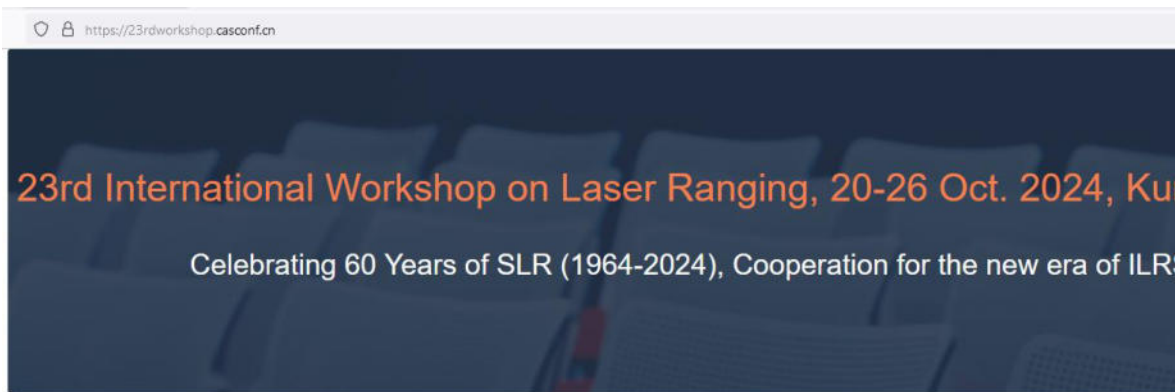 https://23rdworkshop.casconf.cn
23rd International Workshop on Laser Ranging, 20-26 Oct. 2024,
Celebrating 60 Years of SLR (1964-2024), Cooperation for the new era of